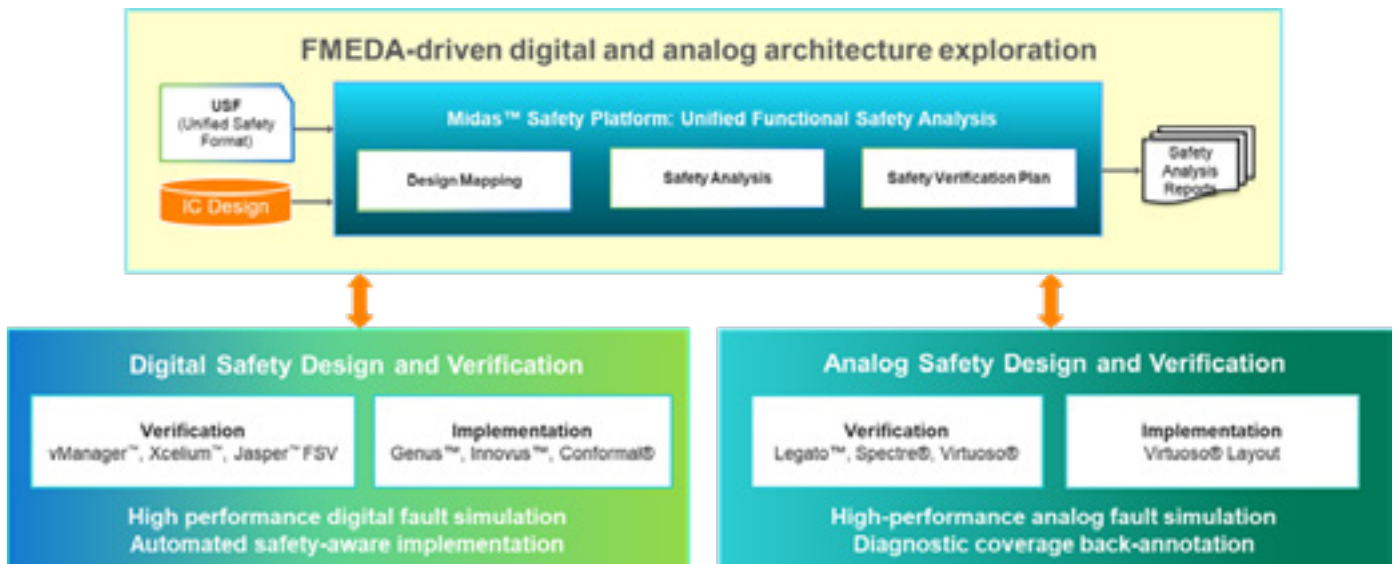 FMEDA-driven digital and analog architecture exploration
USF
(Unified Safety
Format)
IC Design
Midas™ Safety Platform: Unified Functional Safety Analysis
Design Mapping
Safety Analysis
Safety Verification Plan
Safety
Analysis
Reports
Digital Safety Design and Verification
Verification
vManager™, Xcelium™, Jasper™ FSV
Implementation
Genus™, Innovus™, Conformal®
High performance digital fault simulation
Automated safety-aware implementation
Analog Safety Design and Verification
Verification
Legato™, Spectre®, Virtuoso®
Implementation
Virtuoso® Layout
High-performance analog fault simulation
Diagnostic coverage back-annotation